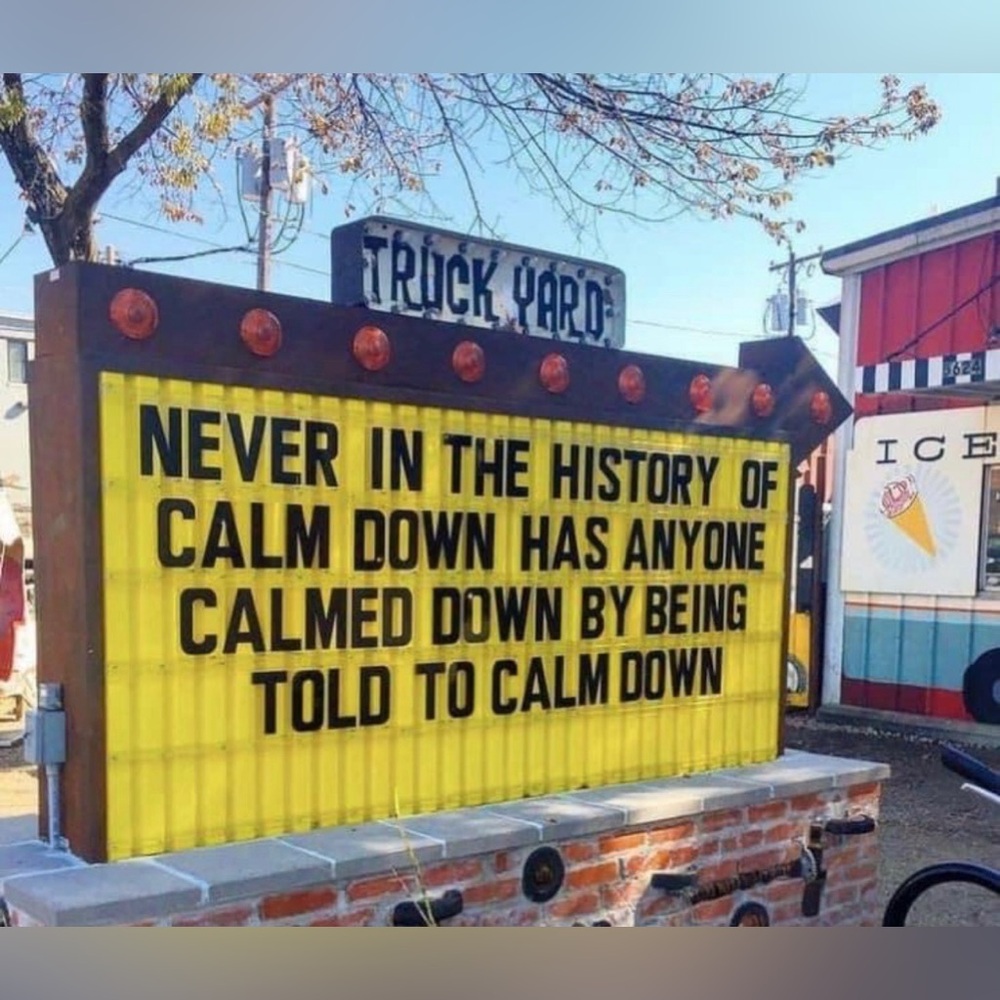 TRUCK YARD
NEVER IN THE HISTORY OF
CALM DOWN HAS ANYONE
CALMED DOWN BY BEING
TOLD TO CALM DOWN
3624
ICE